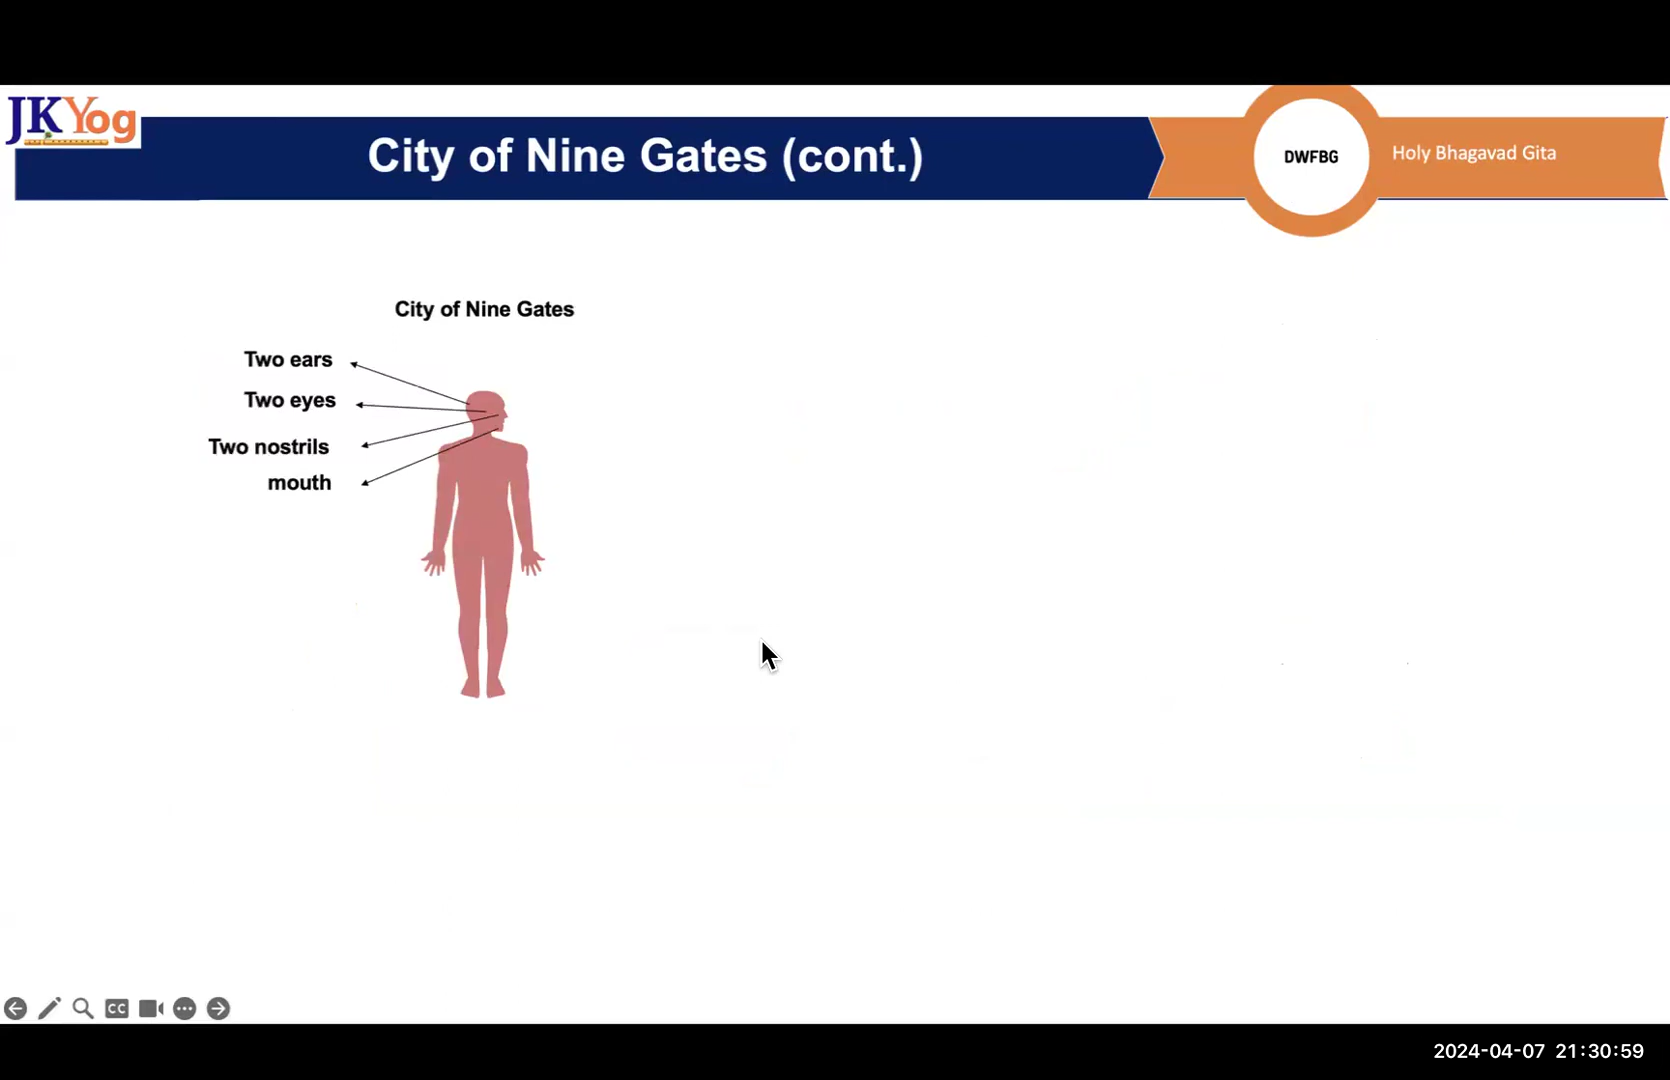 JKYog
City of Nine Gates (cont.)
DWFBG
Holy Bhagavad Gita
City of Nine Gates
Two ears
Two eyes
Two nostrils
mouth
CC
2024-04-07 21:30:59